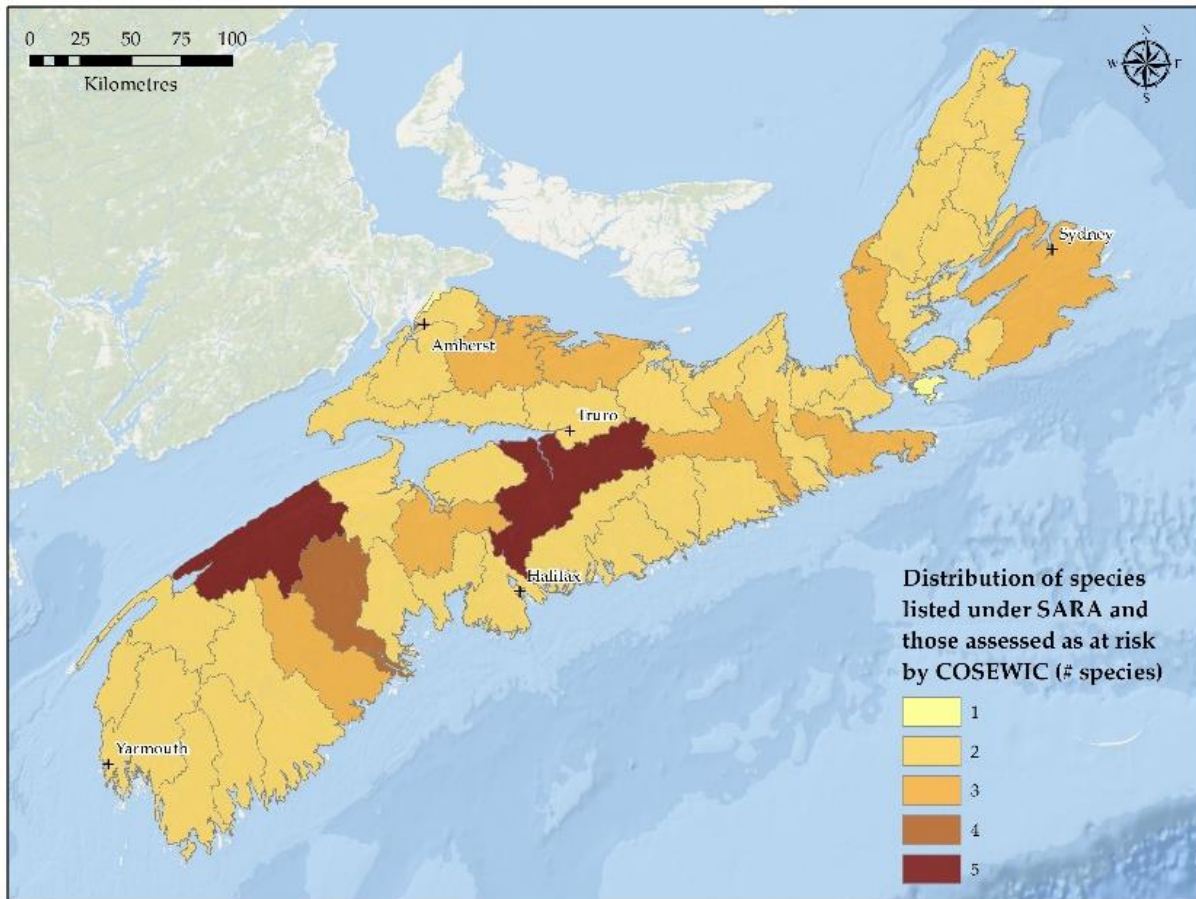 0 25 50 75 100
Kilometres
N
W E
S
Sydney
Amherst
Truro
Halifax
Yarmouth
Distribution of species
listed under SARA and
those assessed as at risk
by COSEWIC (# species)
1
2
3
4
5